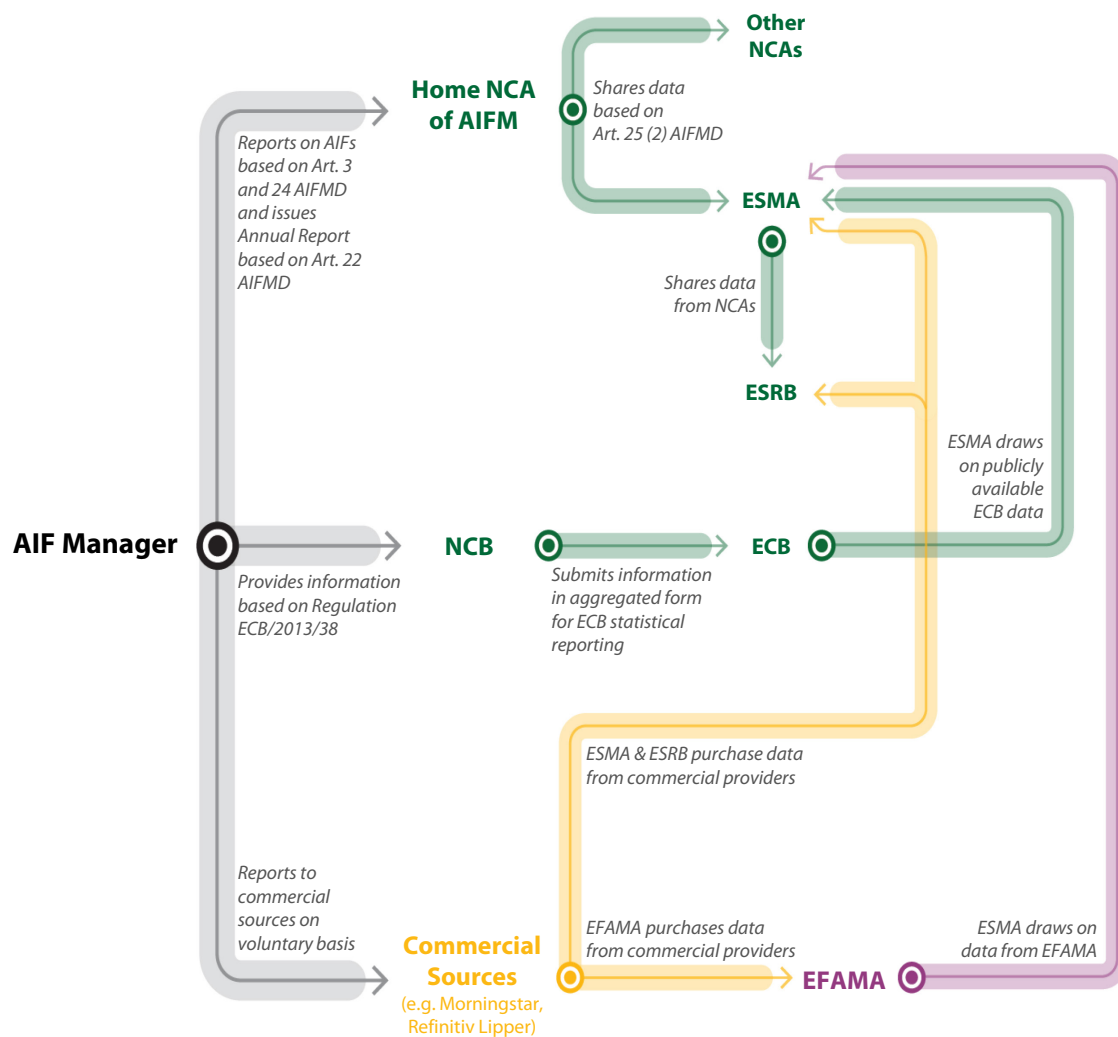 Other
NCAs
Home NCA
of AIFM
Shares data
based on
Art. 25 (2) AIFMD
Reports on AIFs
based on Art. 3
and 24 AIFMD
and issues
Annual Report
based on Art. 22
AIFMD
ESMA
Shares data
from NCAs
ESRB
ESMA draws
on publicly
available
ECB data
AIF Manager
NCB
ECB
Provides information
based on Regulation
ECB/2013/38
Submits information
in aggregated form
for ECB statistical
reporting
ESMA & ESRB purchase data
from commercial providers
Reports to
commercial
sources on
voluntary basis
Commercial
Sources
(e.g. Morningstar,
Refinitiv Lipper)
EFAMA purchases data
from commercial providers
EFAMA
ESMA draws on
data from EFAMA